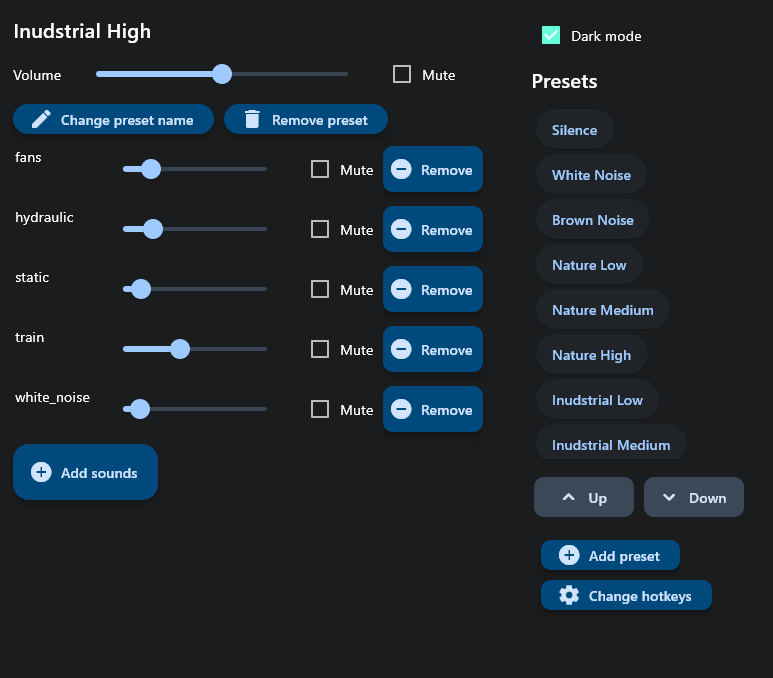 Inudstrial High
Volume
Mute
Change preset name
Remove preset
fans
Mute
Remove
hydraulic
Mute
Remove
static
Mute
Remove
train
Mute
Remove
white_noise
Mute
Remove
Add sounds
Dark mode
Presets
Silence
White Noise
Brown Noise
Nature Low
Nature Medium
Nature High
Inudstrial Low
Inudstrial Medium
Up
Down
Add preset
Change hotkeys